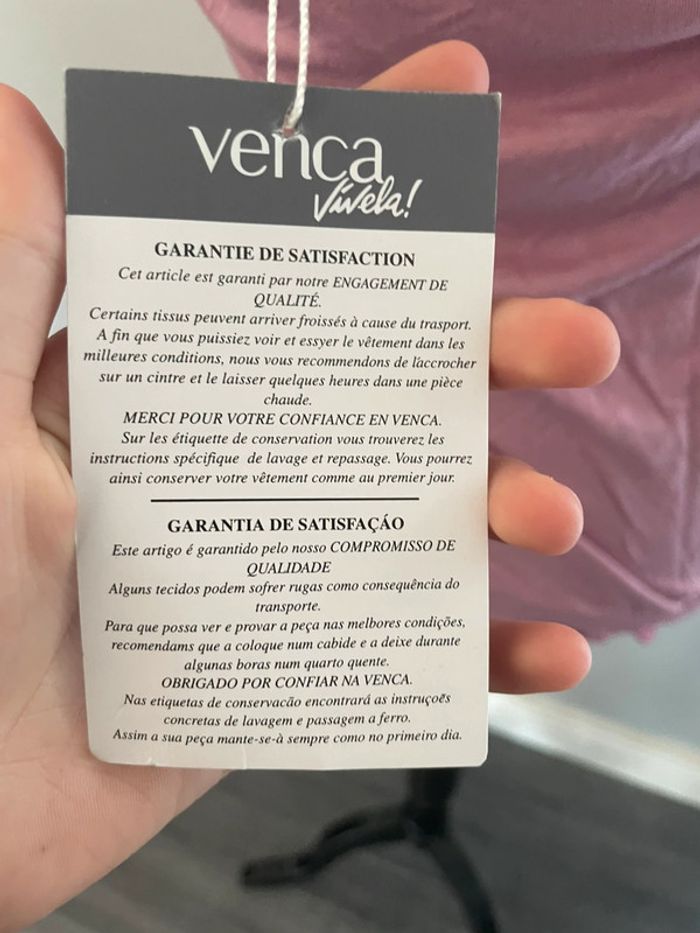 venca
Vívela!
GARANTIE DE SATISFACTION
Cet article est garanti par notre ENGAGEMENT DE
QUALITÉ.
Certains tissus peuvent arriver froissés à cause du trasport.
A fin que vous puissiez voir et essyer le vêtement dans les
milleures conditions, nous vous recommendons de l'accrocher
sur un cintre et le laisser quelques heures dans une pièce
chaude.
MERCI POUR VOTRE CONFIANCE EN VENCA.
Sur les étiquette de conservation vous trouverez les
instructions spécifique de lavage et repassage. Vous pourrez
ainsi conserver votre vêtement comme au premier jour.
GARANTIA DE SATISFAÇÁO
Este artigo é garantido pelo nosso COMPROMISSO DE
QUALIDADE
Alguns tecidos podem sofrer rugas como consequência do
transporte.
Para que possa ver e provar a peça nas melbores condições,
recomendams que a coloque num cabide e a deixe durante
algunas boras num quarto quente.
OBRIGADO POR CONFIAR NA VENCA.
Nas etiquetas de conservacão encontrará as instruçoês
concretas de lavagem e passagem a ferro.
Assim a sua peça mante-se-à sempre como no primeiro dia.